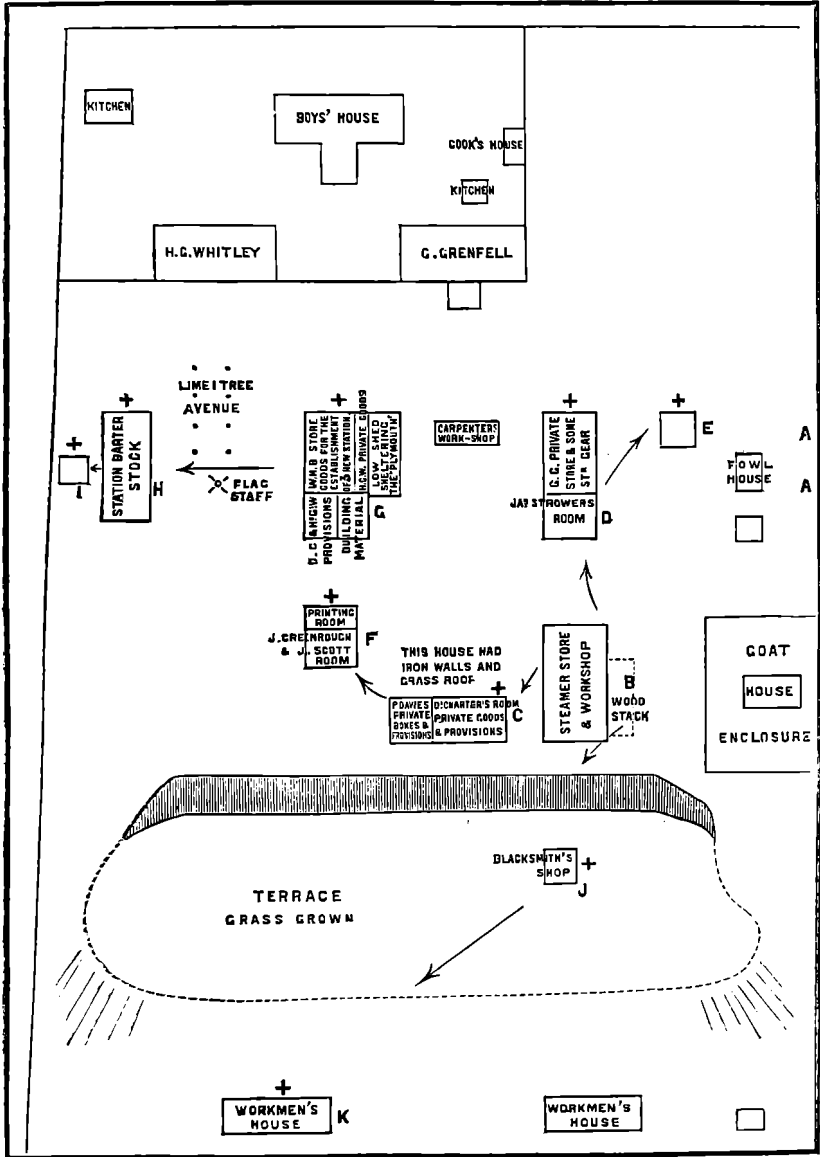 KITCHEN
BOYS' HOUSE
COOK'S HOUSE
KITCHEN
H.G.WHITLEY
G.GRENFELL
LIME TREE
AVENUE
FLAG
STAFF
STATION BARTER
STOCK
H
I
W.H.B STORE
GOODS FOR THE
ESTABLISHMENT
OF 3 NEW STATION.
H.G.W. PRIVATE GOODS
LOW SHED
SHELTERING
THE "PLYMOUTH"
G
PROVISIONS
BUILDING
MATERIAL
CARPENTERS
WORK-SHOP
G.G. PRIVATE
STORE & SOME
STR GEAR
JAS SHOWERS
ROOM
D
E
A
FOWL
HOUSE
A
PRINTING
ROOM
J.GREENHOUGH
& J. SCOTT
ROOM
F
THIS HOUSE HAD
IRON WALLS AND
GRASS ROOF
P DAVIES
PRIVATE
BOXES &
PROVISIONS
D.CHARTER'S ROOM
PRIVATE GOODS
& PROVISIONS
C
STEAMER STORE
& WORKSHOP
B
WOOD
STACK
GOAT
HOUSE
ENCLOSURE
BLACKSMITH'S
SHOP
J
TERRACE
GRASS GROWN
WORKMEN'S
HOUSE
K
WORKMEN'S
HOUSE